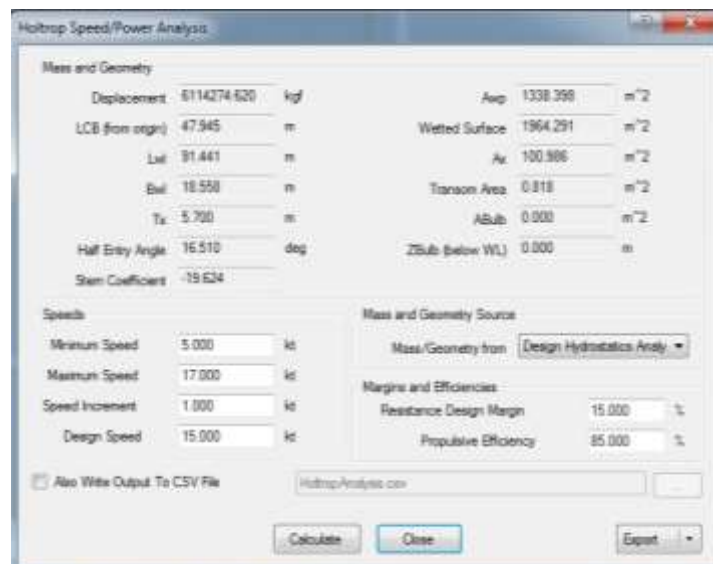 Holtrop Speed/Power Analysis
Mass and Geometry
Displacement 6114274.620 kgf
LCB (from origin) 47.945 m
Lwl 91.441 m
Bwl 18.558 m
Tx 5.700 m
Half Entry Angle 16.510 deg
Stern Coefficient -19.624
Awp 1338.398 m^2
Wetted Surface 1964.291 m^2
Ax 100.986 m^2
Transom Area 0.818 m^2
ABulb 0.000 m^2
ZBulb (below WL) 0.000 m
Speeds
Minimum Speed 5.000 kt
Maximum Speed 17.000 kt
Speed Increment 1.000 kt
Design Speed 15.000 kt
Mass and Geometry Source
Mass/Geometry from Design Hydrostatics Analy
Margins and Efficiencies
Resistance Design Margin 15.000 %
Propulsive Efficiency 85.000 %
Also Write Output To CSV File
HoltropAnalysis.csv
...
Calculate
Close
Export